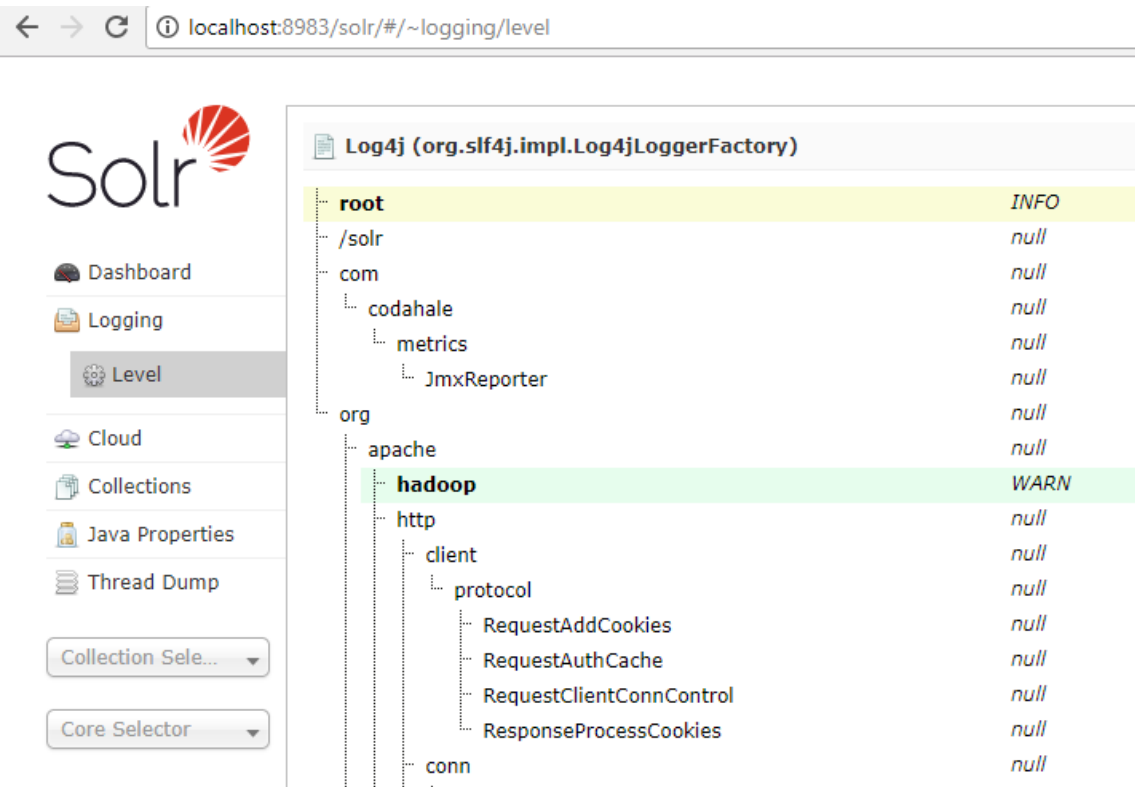 localhost:8983/solr/#/~logging/level
Solr
Dashboard
Logging
Level
Cloud
Collections
Java Properties
Thread Dump
Collection Sele...
Core Selector
Log4j (org.slf4j.impl.Log4jLoggerFactory)
root INFO
/solr null
com null
codahale null
metrics null
JmxReporter null
org null
apache null
hadoop WARN
http null
client null
protocol null
RequestAddCookies null
RequestAuthCache null
RequestClientConnControl null
ResponseProcessCookies null
conn null